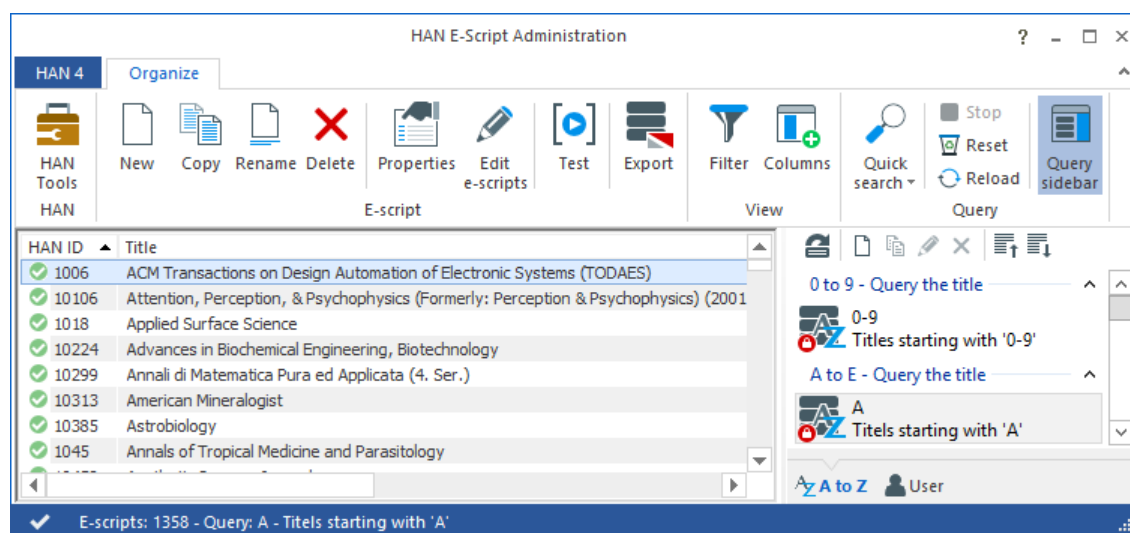 HAN E-Script Administration
?
HAN 4 Organize
HAN Tools New Copy Rename Delete Properties Edit e-scripts Test Export Filter Columns Quick search Stop Reset Reload Query sidebar
HAN E-script View Query
HAN ID Title
1006 ACM Transactions on Design Automation of Electronic Systems (TODAES)
10106 Attention, Perception, & Psychophysics (Formerly: Perception & Psychophysics) (2001
1018 Applied Surface Science
10224 Advances in Biochemical Engineering, Biotechnology
10299 Annali di Matematica Pura ed Applicata (4. Ser.)
10313 American Mineralogist
10385 Astrobiology
1045 Annals of Tropical Medicine and Parasitology
0 to 9 - Query the title
0-9
Titles starting with '0-9'
A to E - Query the title
A
Titels starting with 'A'
AZ A to Z User
E-scripts: 1358 - Query: A - Titels starting with 'A'